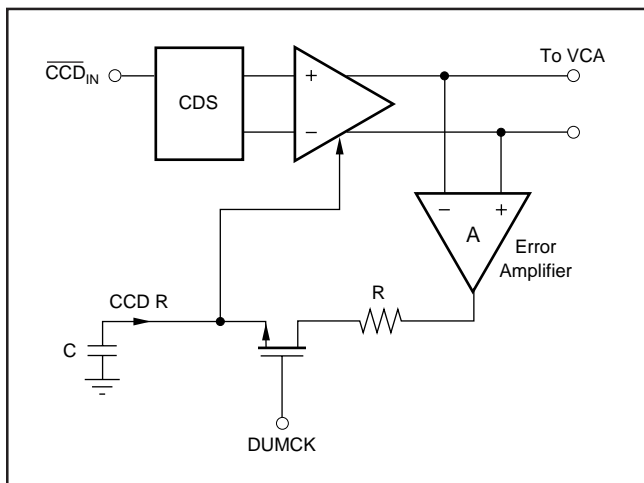 CCD_IN
To VCA
CDS
+
−
−
+
A
Error
Amplifier
CCD R
R
C
DUMCK